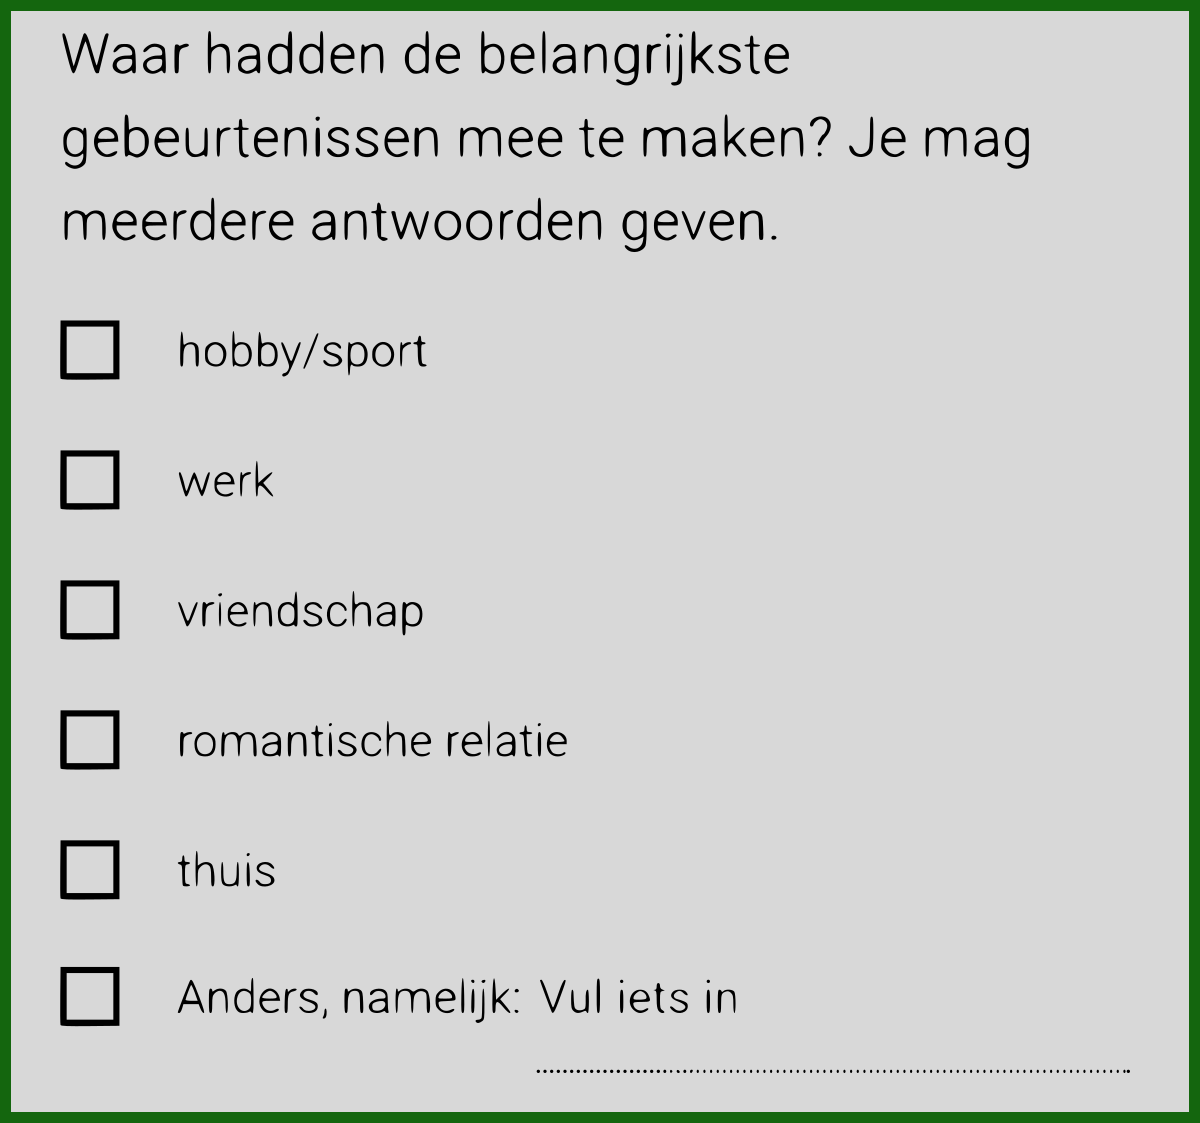 Waar hadden de belangrijkste
gebeurtenissen mee te maken? Je mag
meerdere antwoorden geven.
hobby/sport
werk
vriendschap
romantische relatie
thuis
Anders, namelijk: Vul iets in